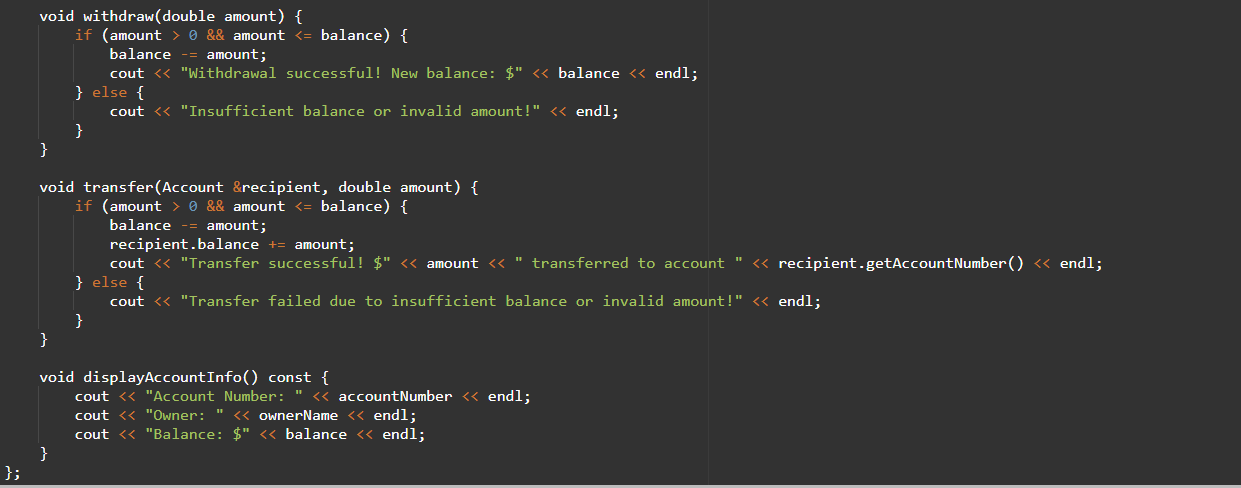 void withdraw(double amount) {
if (amount > 0 && amount <= balance) {
balance -= amount;
cout << "Withdrawal successful! New balance: $" << balance << endl;
} else {
cout << "Insufficient balance or invalid amount!" << endl;
}
}
void transfer(Account &recipient, double amount) {
if (amount > 0 && amount <= balance) {
balance -= amount;
recipient.balance += amount;
cout << "Transfer successful! $" << amount << " transferred to account " << recipient.getAccountNumber() << endl;
} else {
cout << "Transfer failed due to insufficient balance or invalid amount!" << endl;
}
}
void displayAccountInfo() const {
cout << "Account Number: " << accountNumber << endl;
cout << "Owner: " << ownerName << endl;
cout << "Balance: $" << balance << endl;
}
};